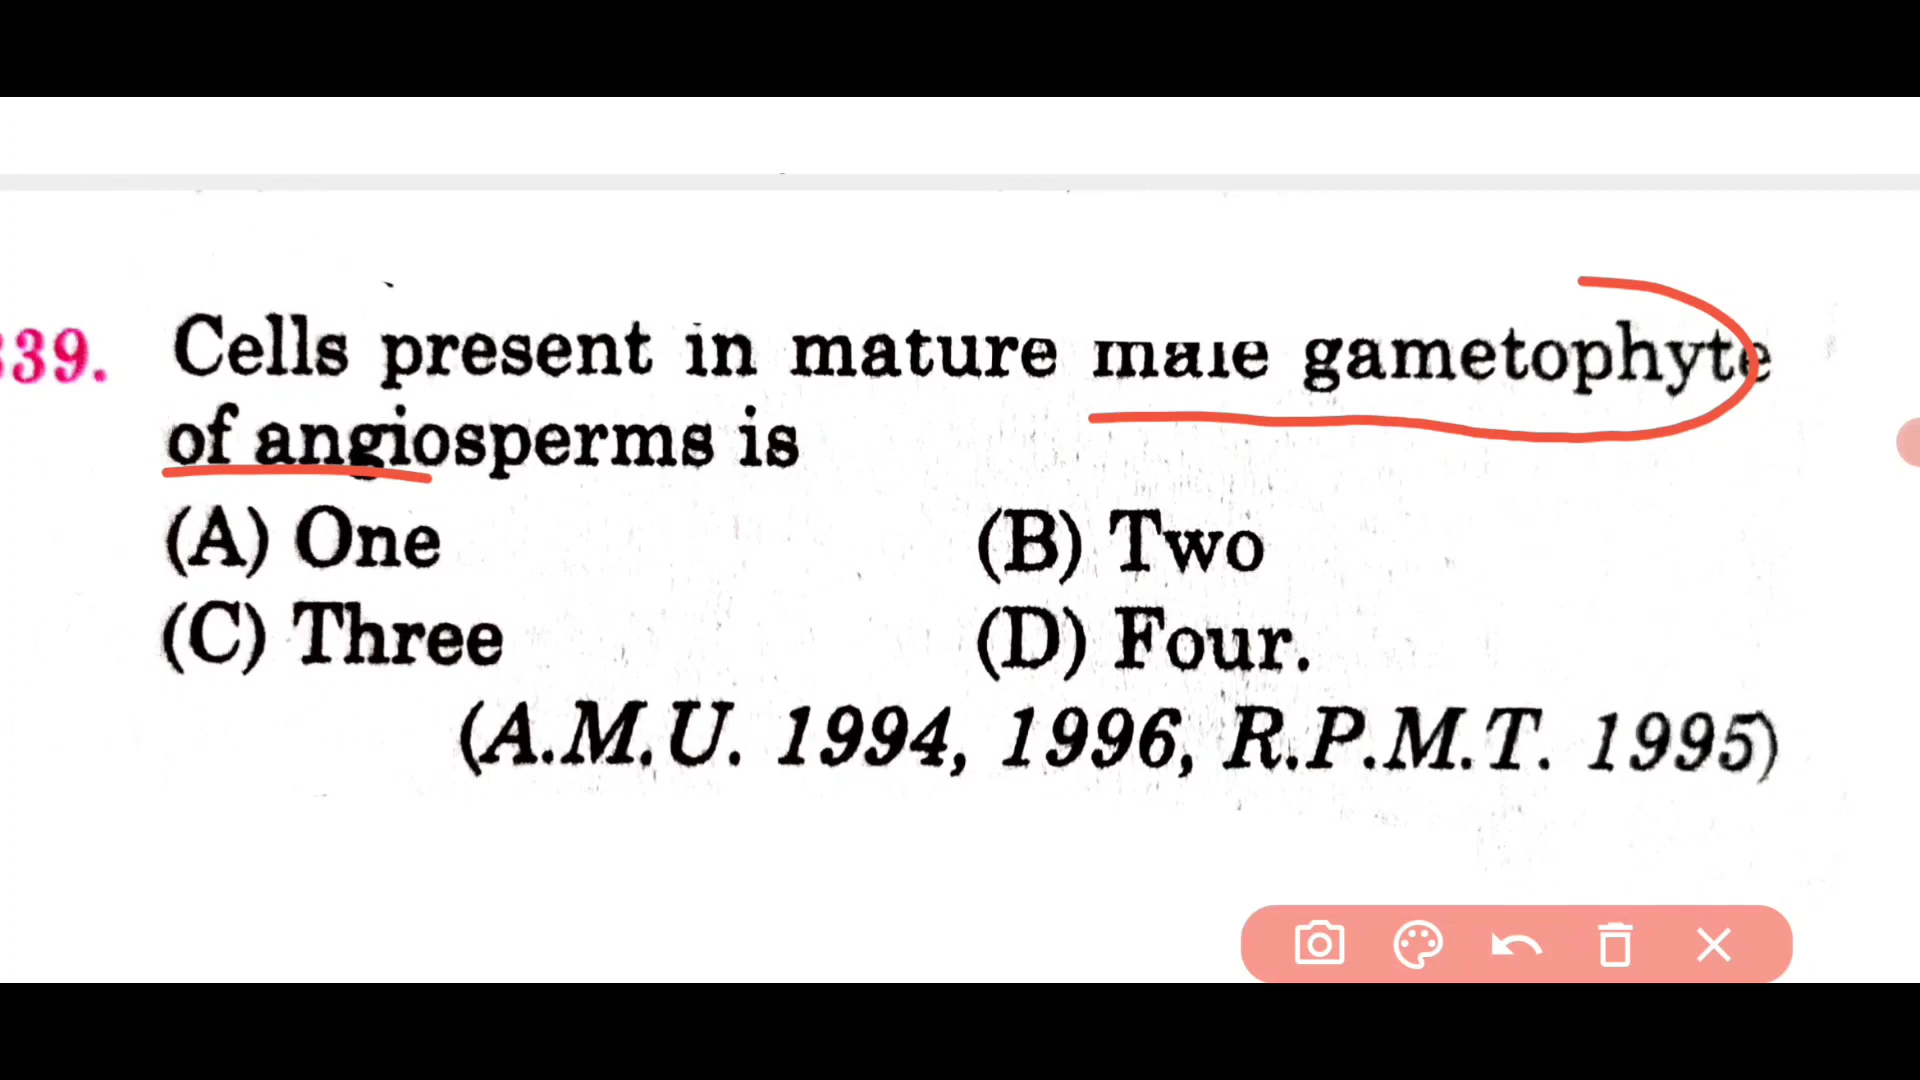 339. Cells present in mature male gametophyte
of angiosperms is
(A) One (B) Two
(C) Three (D) Four.
(A.M.U. 1994, 1996, R.P.M.T. 1995)